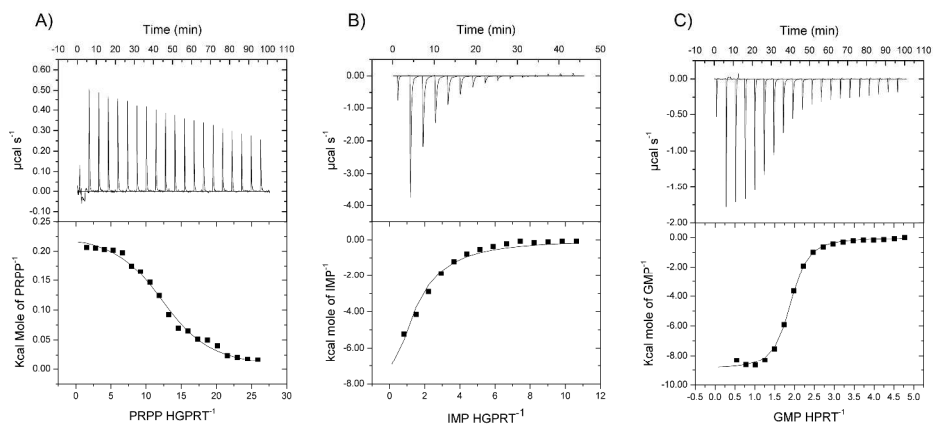 A)
Time (min)
-10 0 10 20 30 40 50 60 70 80 90 100 110
0.60
0.50
0.40
0.30
0.20
0.10
0.00
-0.10
µcal s-1
0.25
0.20
0.15
0.10
0.05
0.00
Kcal Mole of PRPP-1
0 5 10 15 20 25 30
PRPP HGPRT-1
B)
Time (min)
0 10 20 30 40 50
0.00
-1.00
-2.00
-3.00
-4.00
µcal s-1
0.00
-2.00
-4.00
-6.00
-8.00
kcal mole of IMP-1
0 2 4 6 8 10 12
IMP HGPRT-1
C)
Time (min)
-10 0 10 20 30 40 50 60 70 80 90 100 110
0.00
-0.50
-1.00
-1.50
-2.00
µcal s-1
0.00
-2.00
-4.00
-6.00
-8.00
-10.00
Kcal mole of GMP-1
-0.5 0.0 0.5 1.0 1.5 2.0 2.5 3.0 3.5 4.0 4.5 5.0
GMP HPRT-1